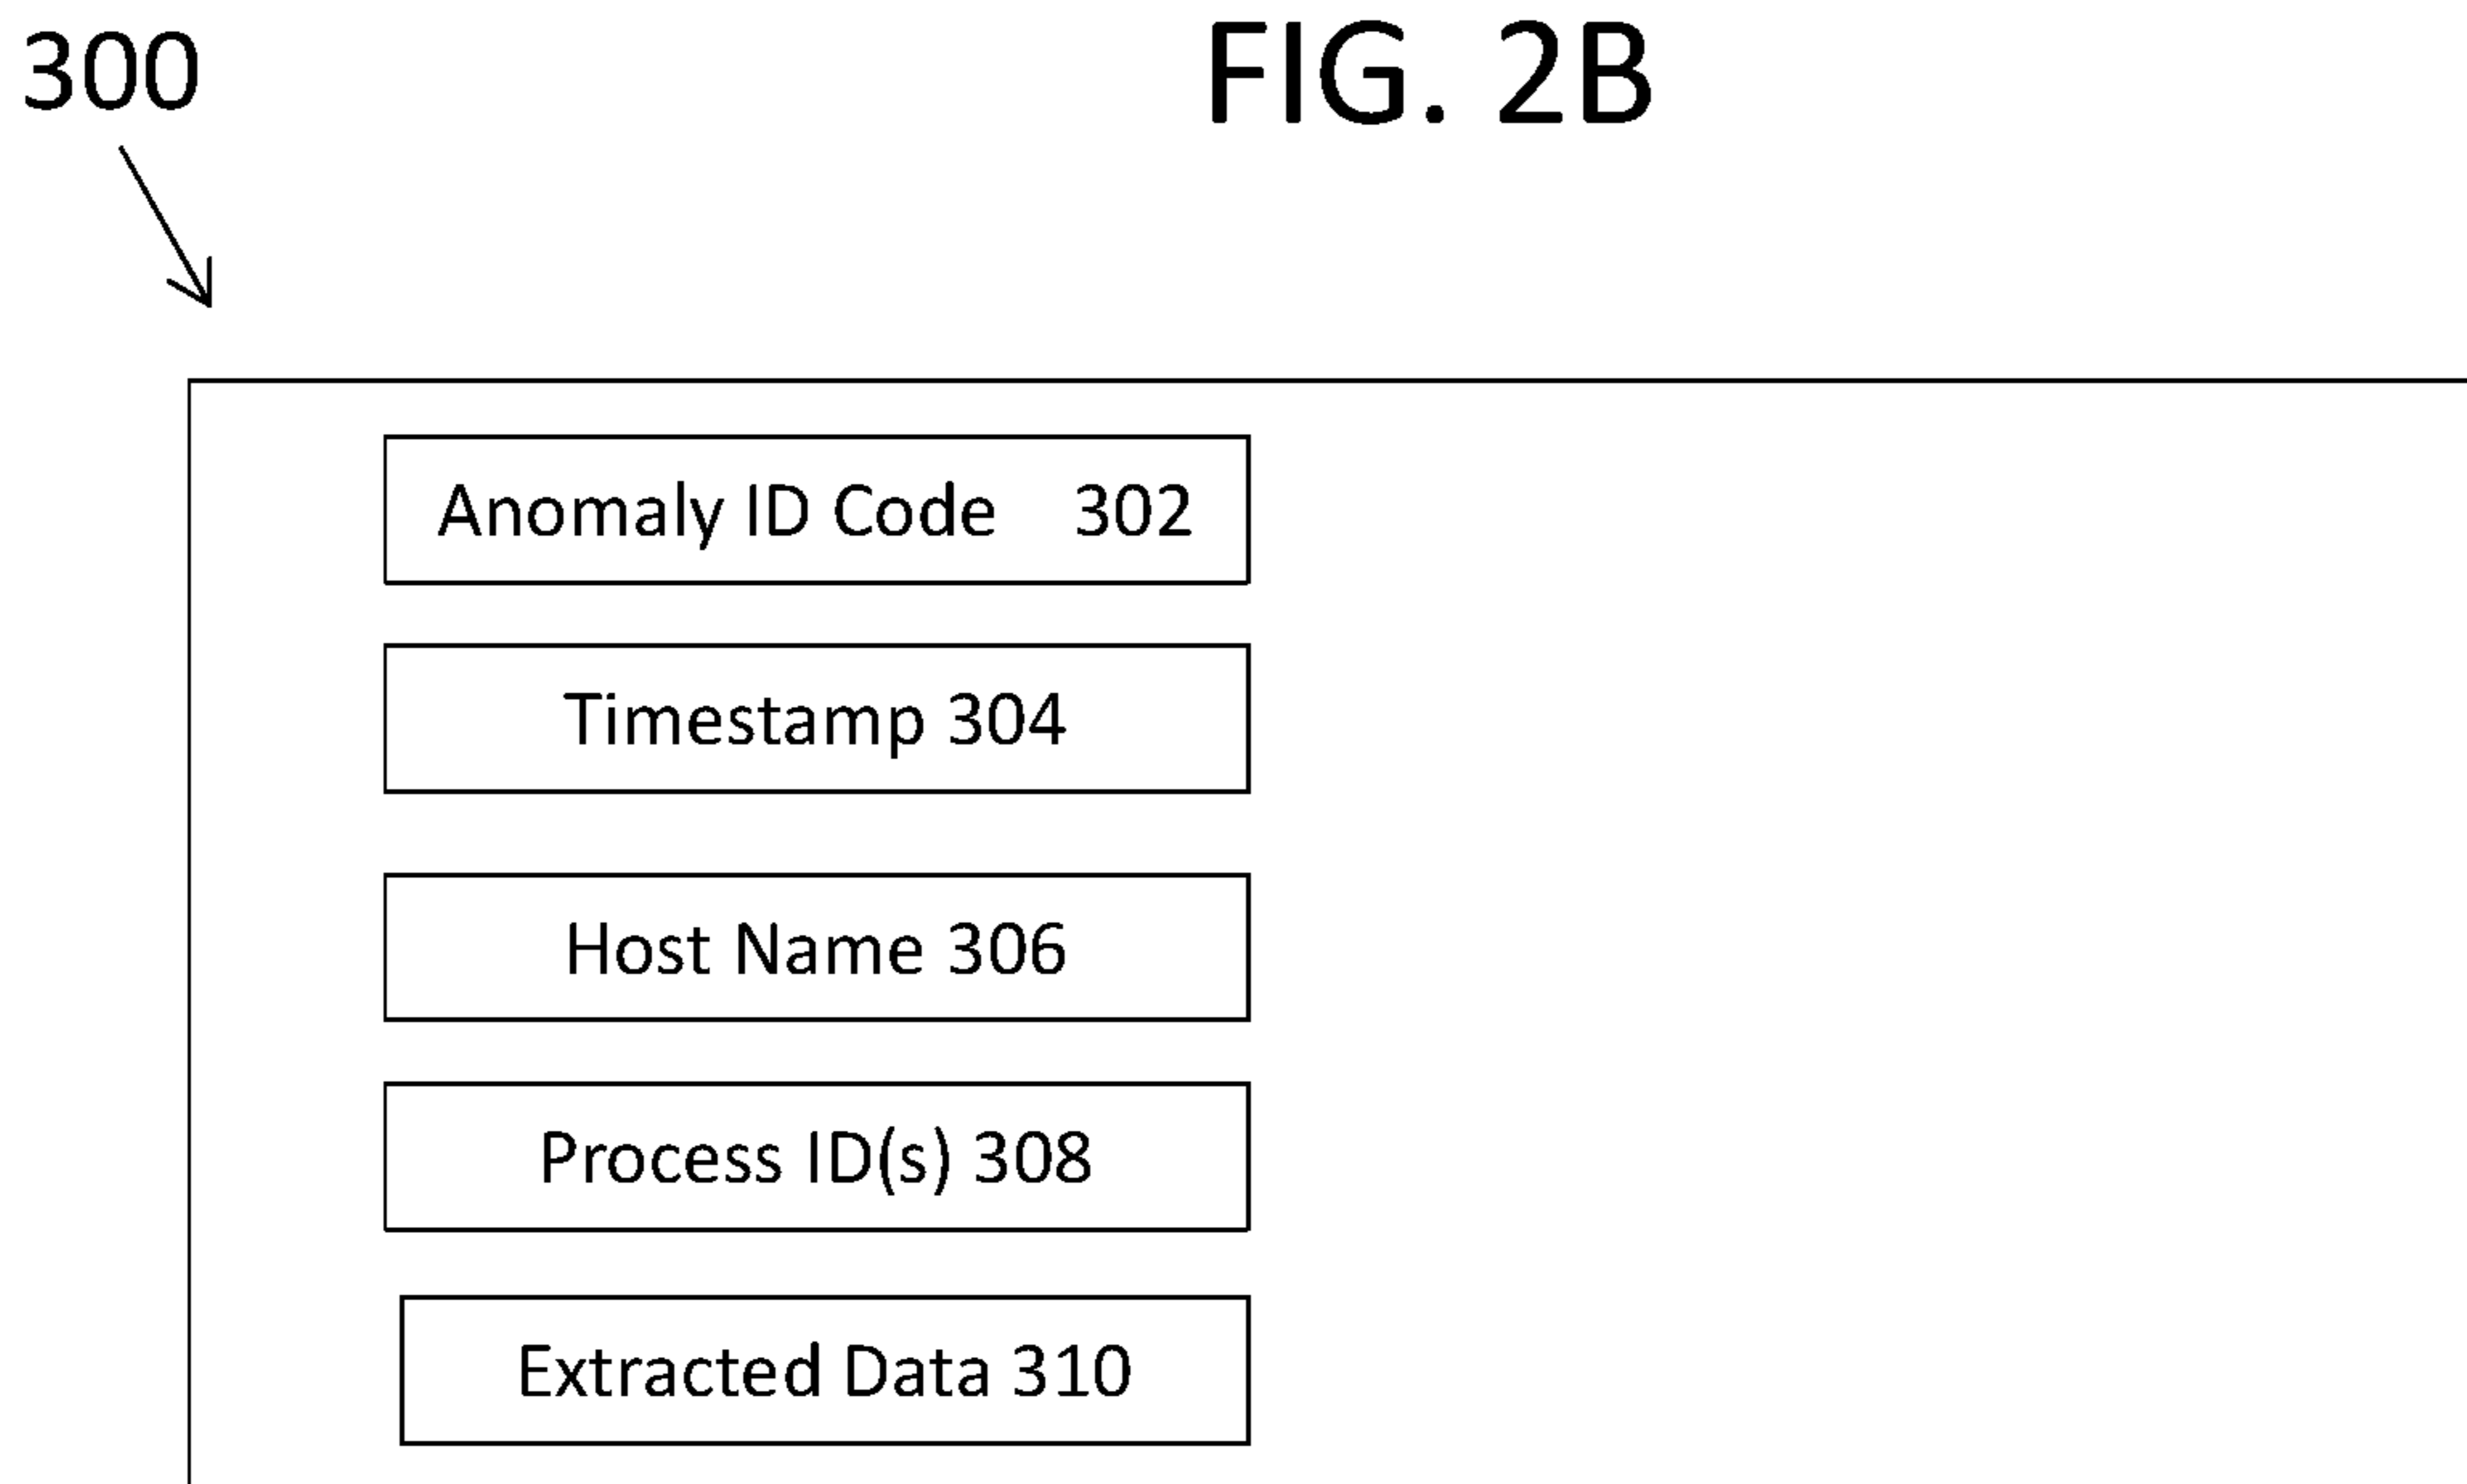 300
FIG. 2B
Anomaly ID Code 302
Timestamp 304
Host Name 306
Process ID(s) 308
Extracted Data 310